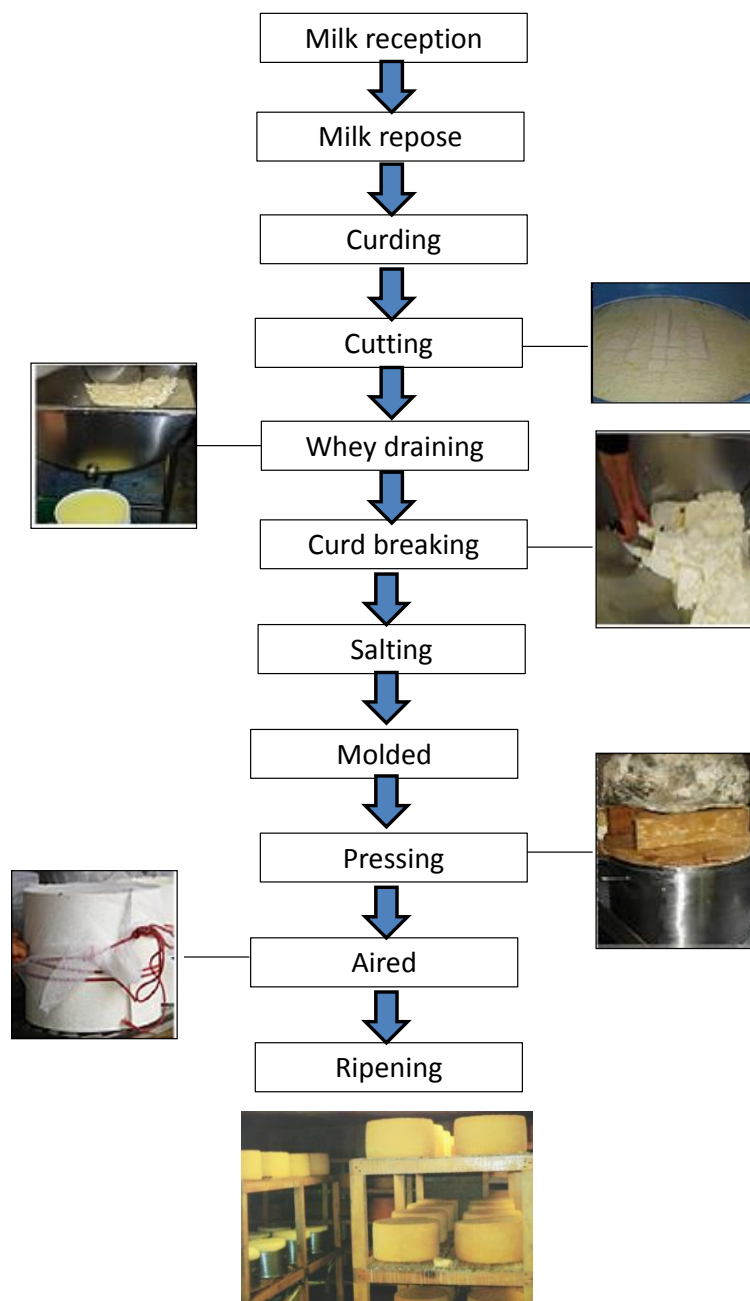 Milk reception
Milk repose
Curding
Cutting
Whey draining
Curd breaking
Salting
Molded
Pressing
Aired
Ripening